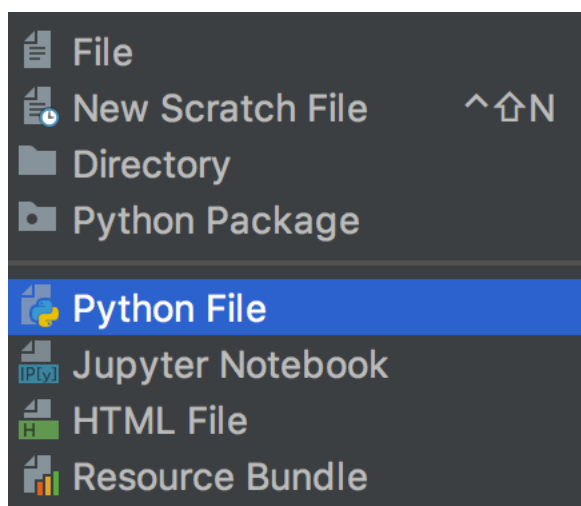 File
New Scratch File ^⇧N
Directory
Python Package
Python File
IP[y] Jupyter Notebook
H HTML File
Resource Bundle